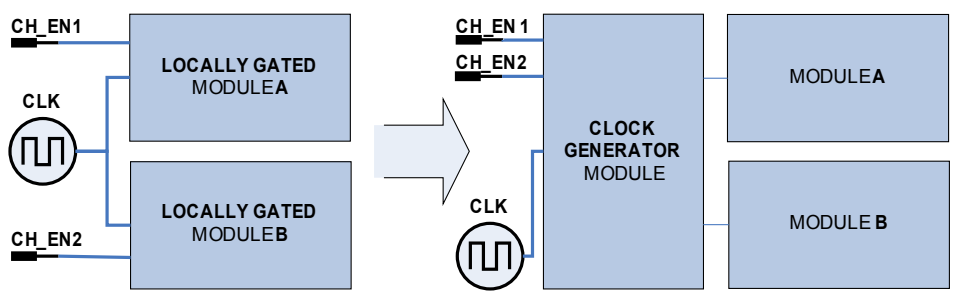 CH_EN1
LOCALLY GATED
MODULE A
CLK
LOCALLY GATED
MODULE B
CH_EN2
CH_EN 1
CH_EN2
CLOCK
GENERATOR
MODULE
CLK
MODULE A
MODULE B